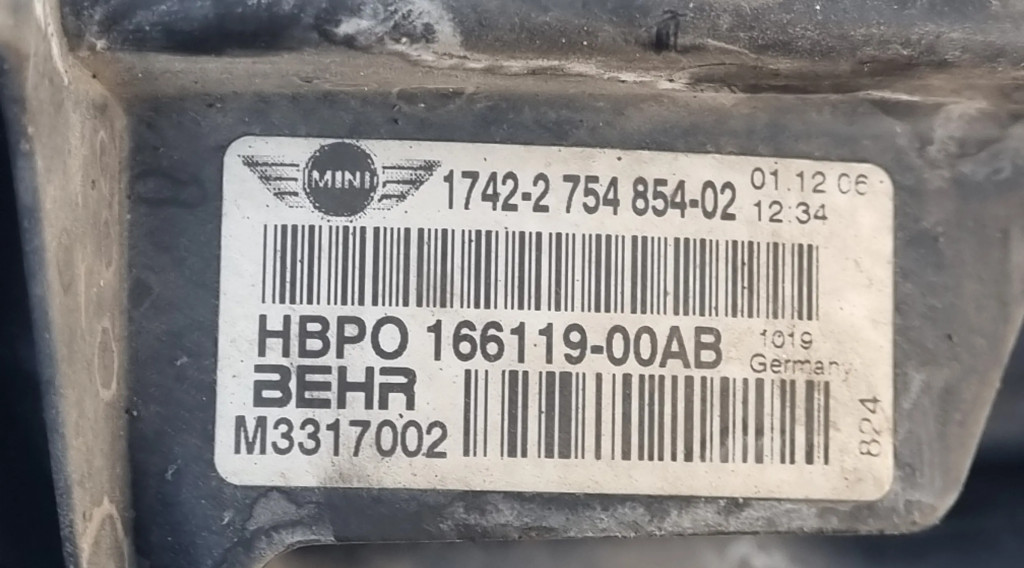 MINI 1742-2 754 854-02 01.12 06
12:34
HBPO 166119-00AB 1019
Germany
BEHR
M3317002
824